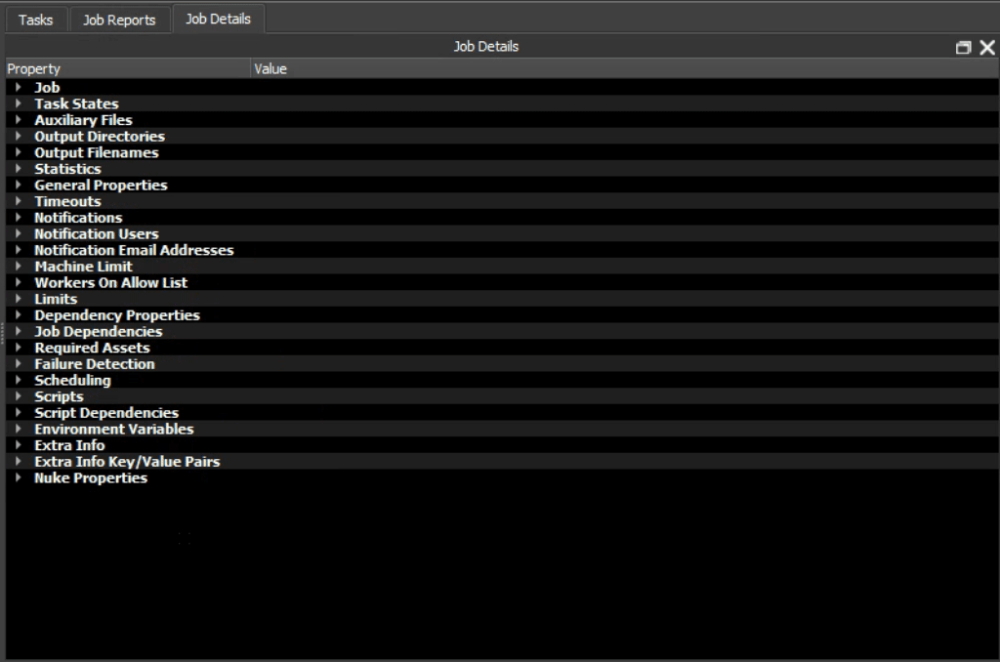 Tasks Job Reports Job Details
Job Details
Property Value
Job
Task States
Auxiliary Files
Output Directories
Output Filenames
Statistics
General Properties
Timeouts
Notifications
Notification Users
Notification Email Addresses
Machine Limit
Workers On Allow List
Limits
Dependency Properties
Job Dependencies
Required Assets
Failure Detection
Scheduling
Scripts
Script Dependencies
Environment Variables
Extra Info
Extra Info Key/Value Pairs
Nuke Properties